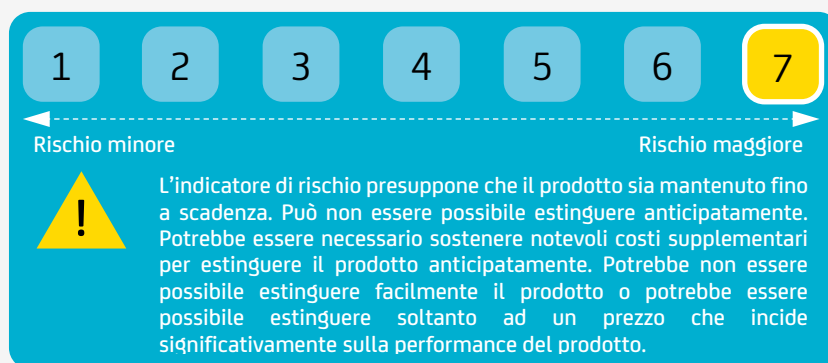 1 2 3 4 5 6 7
Rischio minore Rischio maggiore
!
L'indicatore di rischio presuppone che il prodotto sia mantenuto fino
a scadenza. Può non essere possibile estinguere anticipatamente.
Potrebbe essere necessario sostenere notevoli costi supplementari
per estinguere il prodotto anticipatamente. Potrebbe non essere
possibile estinguere facilmente il prodotto o potrebbe essere
possibile estinguere soltanto ad un prezzo che incide
significativamente sulla performance del prodotto.